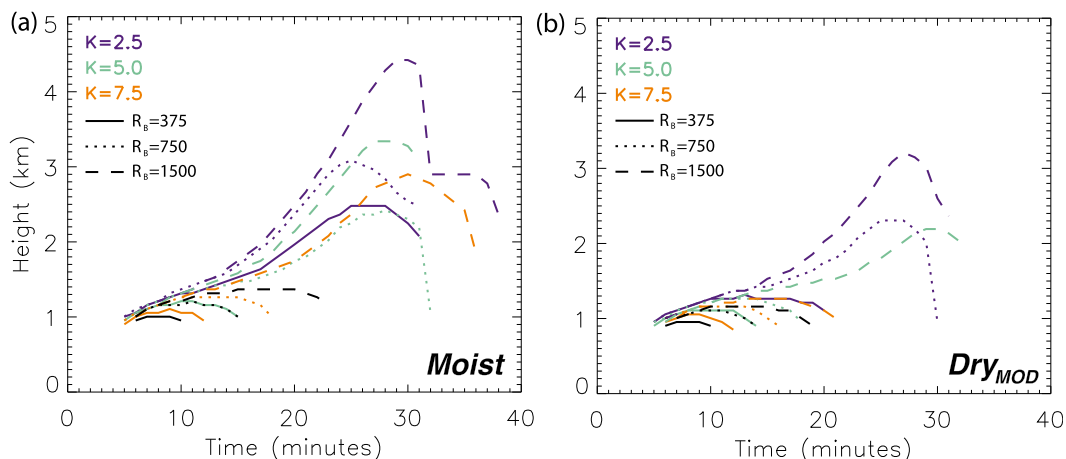 (a)
5
4
3
2
1
0
Height (km)
K=2.5
K=5.0
K=7.5
R_B=375
R_B=750
R_B=1500
Moist
0 10 20 30 40
Time (minutes)
(b)
5
4
3
2
1
0
K=2.5
K=5.0
K=7.5
R_B=375
R_B=750
R_B=1500
Dry_MOD
0 10 20 30 40
Time (minutes)